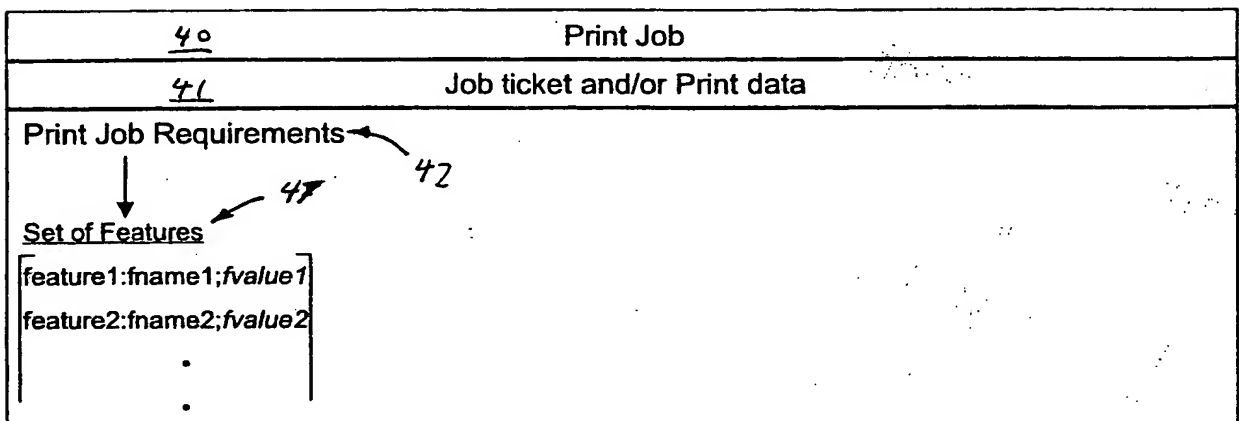 40 Print Job
41 Job ticket and/or Print data
Print Job Requirements
42
Set of Features
feature1:fname1;fvalue1
feature2:fname2;fvalue2